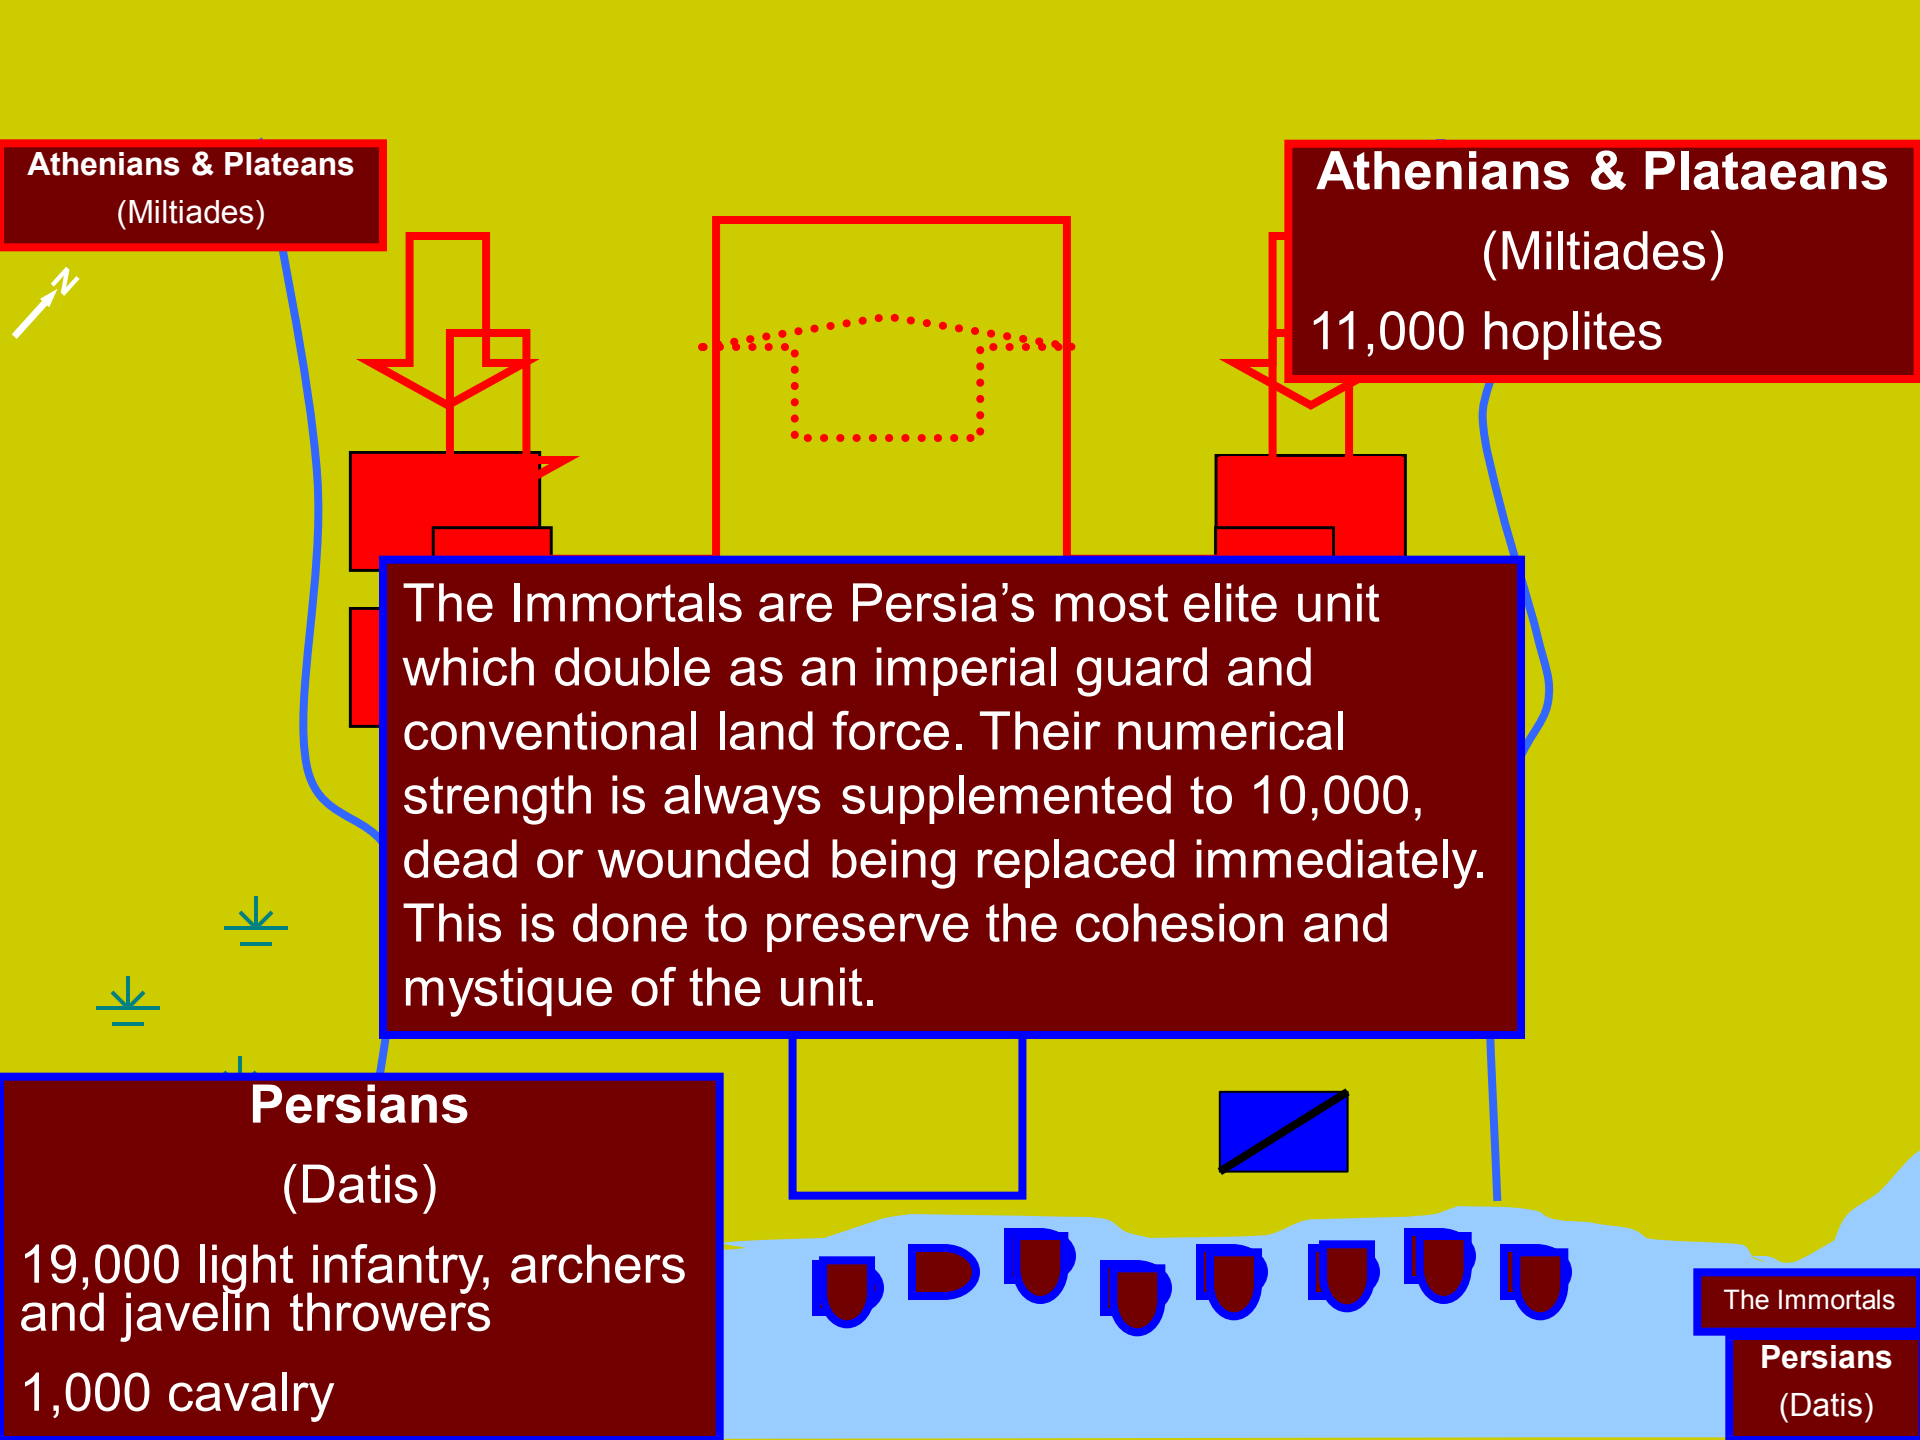 Athenians & Plateans
(Miltiades)
Athenians & Plataeans
(Miltiades)
11,000 hoplites
N
The Immortals are Persia’s most elite unit
which double as an imperial guard and
conventional land force. Their numerical
strength is always supplemented to 10,000,
dead or wounded being replaced immediately.
This is done to preserve the cohesion and
mystique of the unit.
Persians
(Datis)
19,000 light infantry, archers
and javelin throwers
1,000 cavalry
The Immortals
Persians
(Datis)